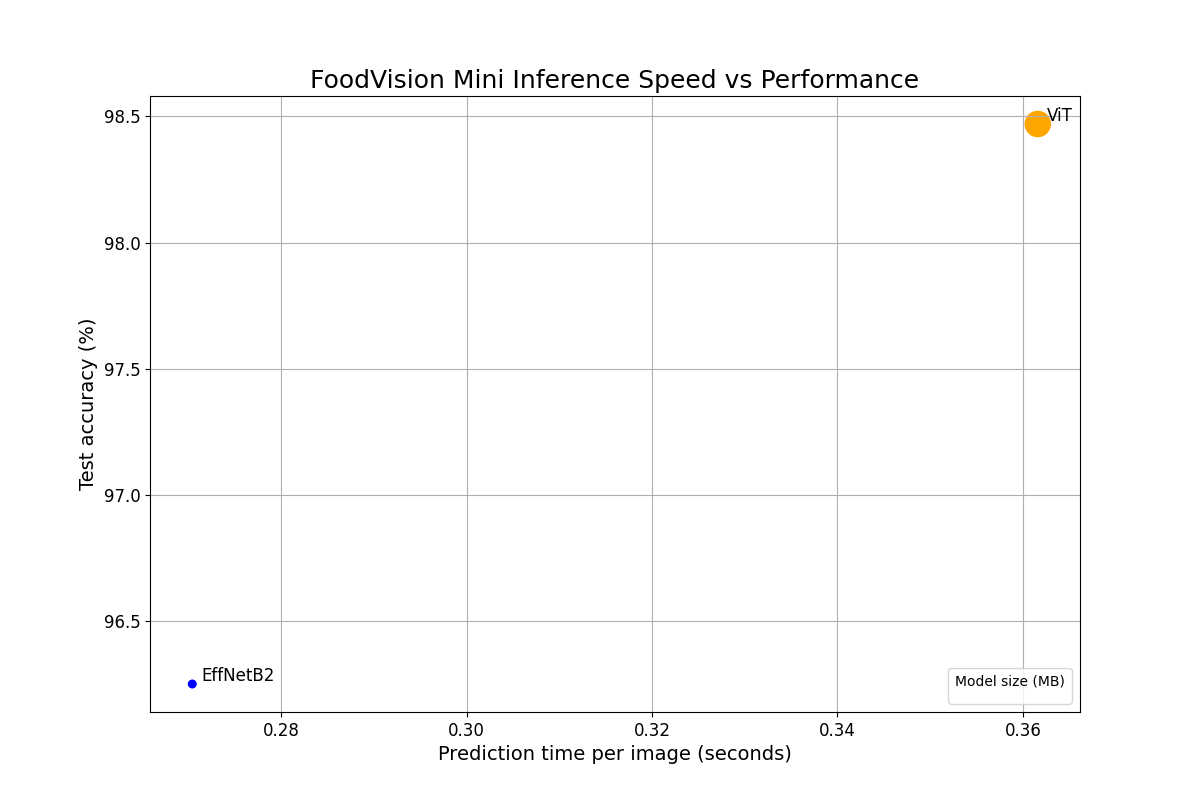 FoodVision Mini Inference Speed vs Performance
98.5
98.0
97.5
97.0
96.5
Test accuracy (%)
ViT
EffNetB2
Model size (MB)
0.28 0.30 0.32 0.34 0.36
Prediction time per image (seconds)